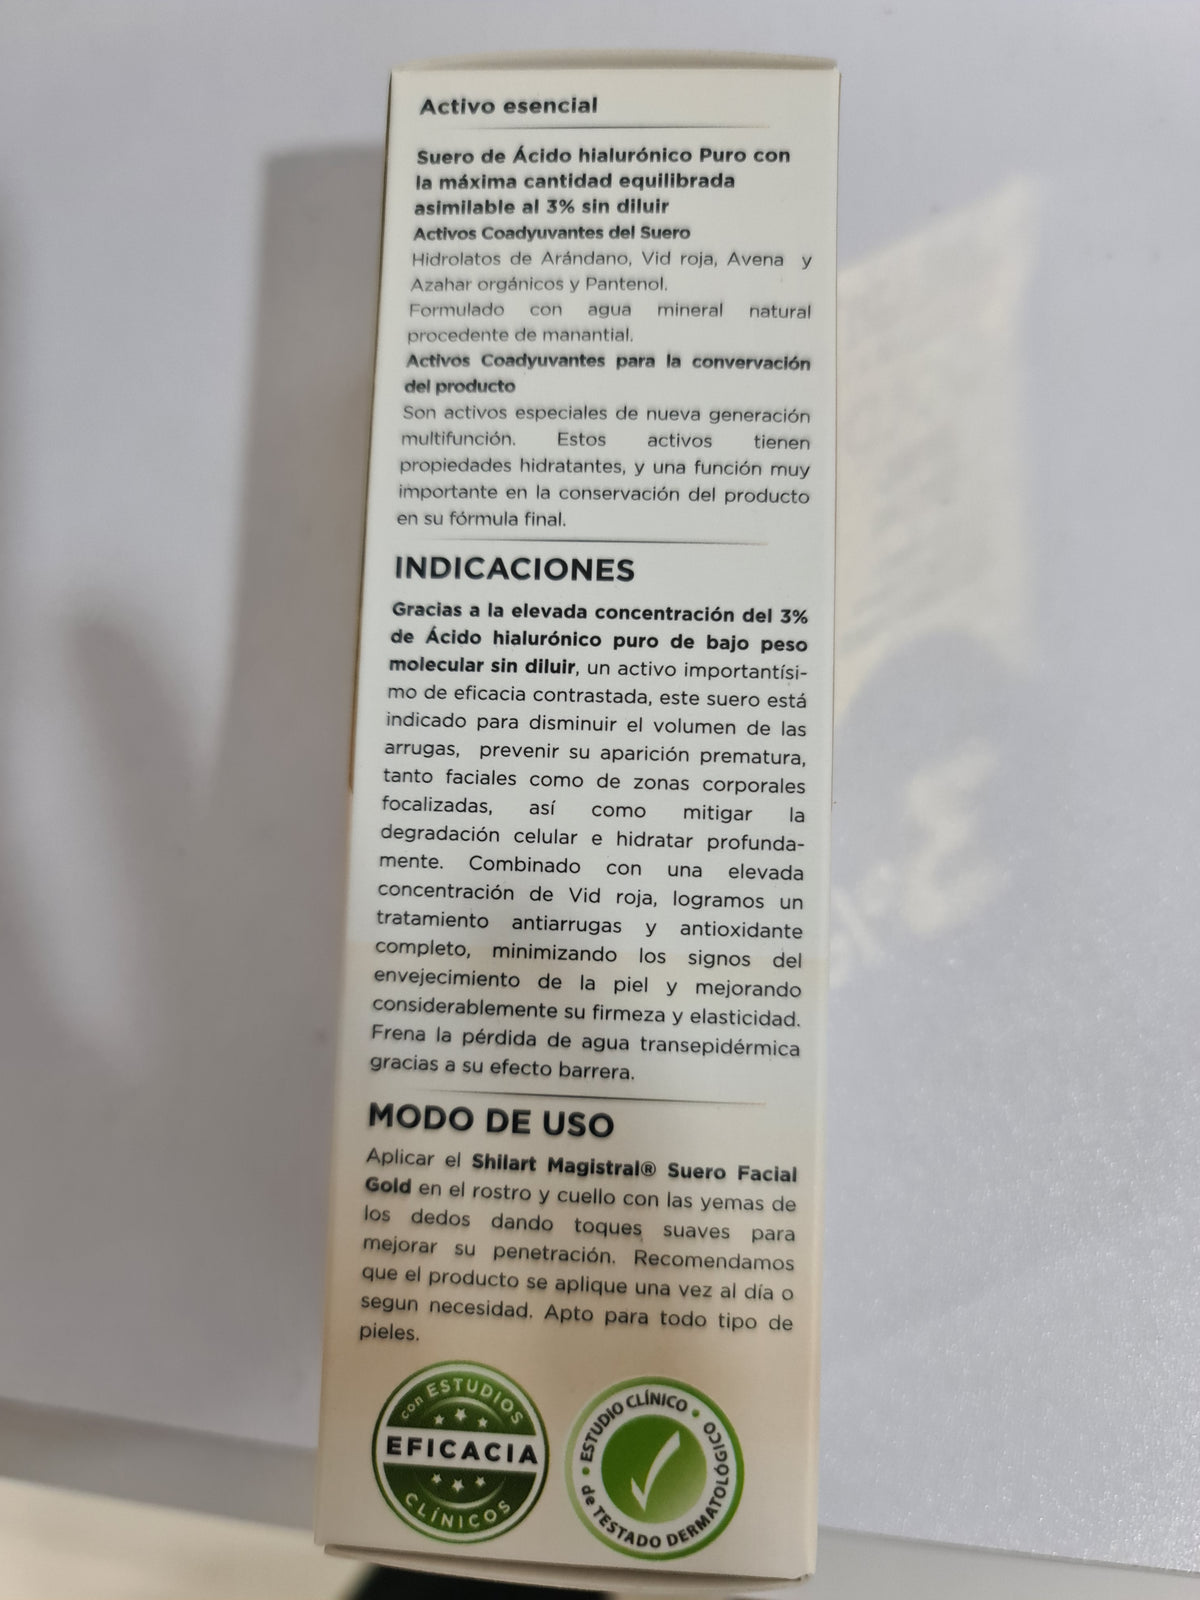 Activo esencial
Suero de Ácido hialurónico Puro con
la máxima cantidad equilibrada
asimilable al 3% sin diluir
Activos Coadyuvantes del Suero
Hidrolatos de Arándano, Vid roja, Avena y
Azahar orgánicos y Pantenol.
Formulado con agua mineral natural
procedente de manantial.
Activos Coadyuvantes para la convervación
del producto
Son activos especiales de nueva generación
multifunción. Estos activos tienen
propiedades hidratantes, y una función muy
importante en la conservación del producto
en su fórmula final.
INDICACIONES
Gracias a la elevada concentración del 3%
de Ácido hialurónico puro de bajo peso
molecular sin diluir, un activo importantísi-
mo de eficacia contrastada, este suero está
indicado para disminuir el volumen de las
arrugas, prevenir su aparición prematura,
tanto faciales como de zonas corporales
focalizadas, así como mitigar la
degradación celular e hidratar profunda-
mente. Combinado con una elevada
concentración de Vid roja, logramos un
tratamiento antiarrugas y antioxidante
completo, minimizando los signos del
envejecimiento de la piel y mejorando
considerablemente su firmeza y elasticidad.
Frena la pérdida de agua transepidérmica
gracias a su efecto barrera.
MODO DE USO
Aplicar el Shilart Magistral® Suero Facial
Gold en el rostro y cuello con las yemas de
los dedos dando toques suaves para
mejorar su penetración. Recomendamos
que el producto se aplique una vez al día o
segun necesidad. Apto para todo tipo de
pieles.
con ESTUDIOS
EFICACIA
CLÍNICOS
• ESTUDIO CLÍNICO •
de TESTADO DERMATOLÓGICO